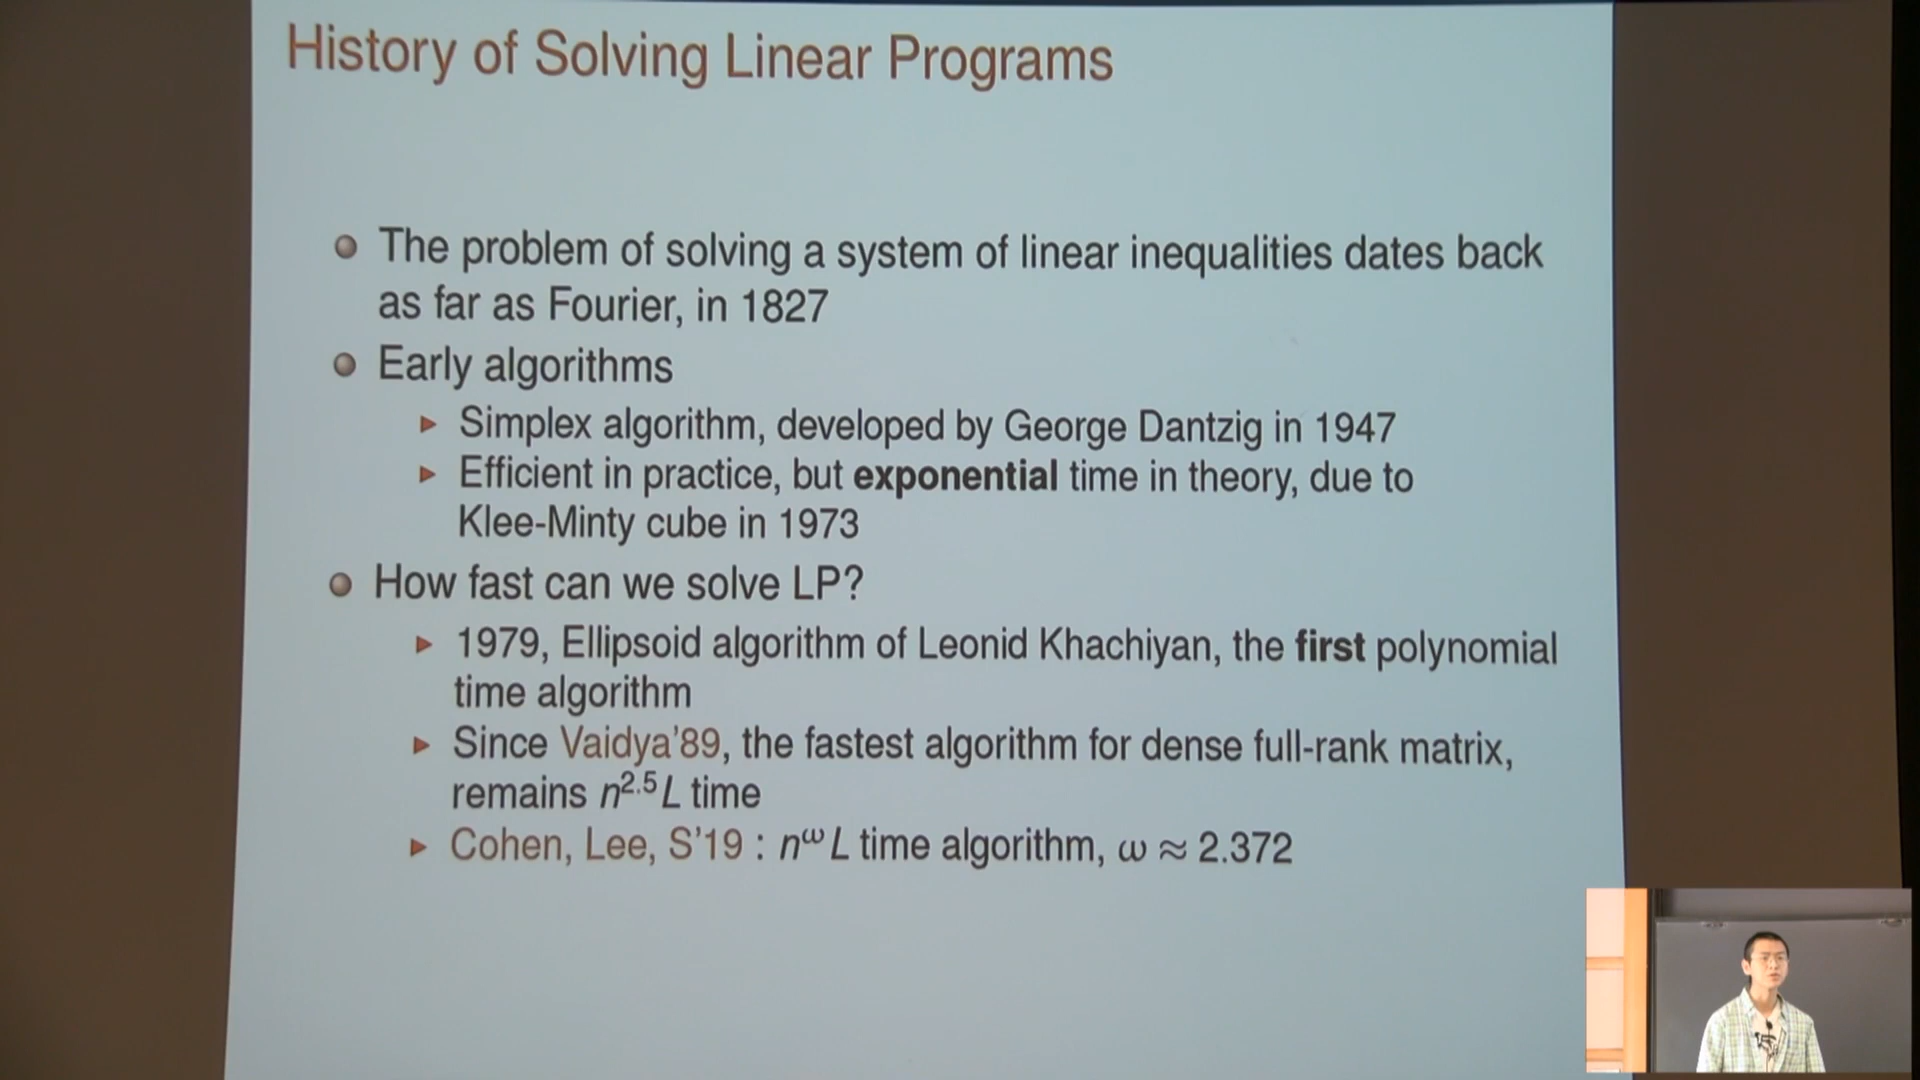 History of Solving Linear Programs
The problem of solving a system of linear inequalities dates back
as far as Fourier, in 1827
Early algorithms
Simplex algorithm, developed by George Dantzig in 1947
Efficient in practice, but exponential time in theory, due to
Klee-Minty cube in 1973
How fast can we solve LP?
1979, Ellipsoid algorithm of Leonid Khachiyan, the first polynomial
time algorithm
Since Vaidya'89, the fastest algorithm for dense full-rank matrix,
remains n^2.5 L time
Cohen, Lee, S'19 : n^ω L time algorithm, ω ≈ 2.372